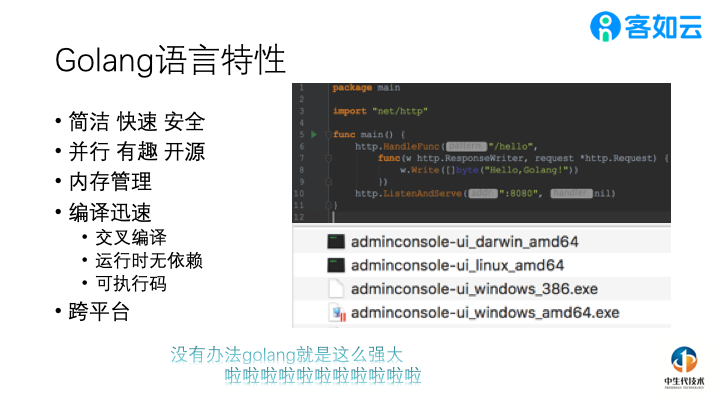 客如云
Golang语言特性
• 简洁 快速 安全
• 并行 有趣 开源
• 内存管理
• 编译迅速
• 交叉编译
• 运行时无依赖
• 可执行码
• 跨平台
1 package main
2
3 import "net/http"
4
5 func main() {
6 http.HandleFunc( pattern: "/hello",
7 func(w http.ResponseWriter, request *http.Request) {
8 w.Write([]byte("Hello,Golang!"))
9 })
10 http.ListenAndServe( addr: ":8080", handler: nil)
11 }
12
adminconsole-ui_darwin_amd64
adminconsole-ui_linux_amd64
adminconsole-ui_windows_386.exe
adminconsole-ui_windows_amd64.exe
没有办法golang就是这么强大
啦啦啦啦啦啦啦啦啦啦啦
中生代技术